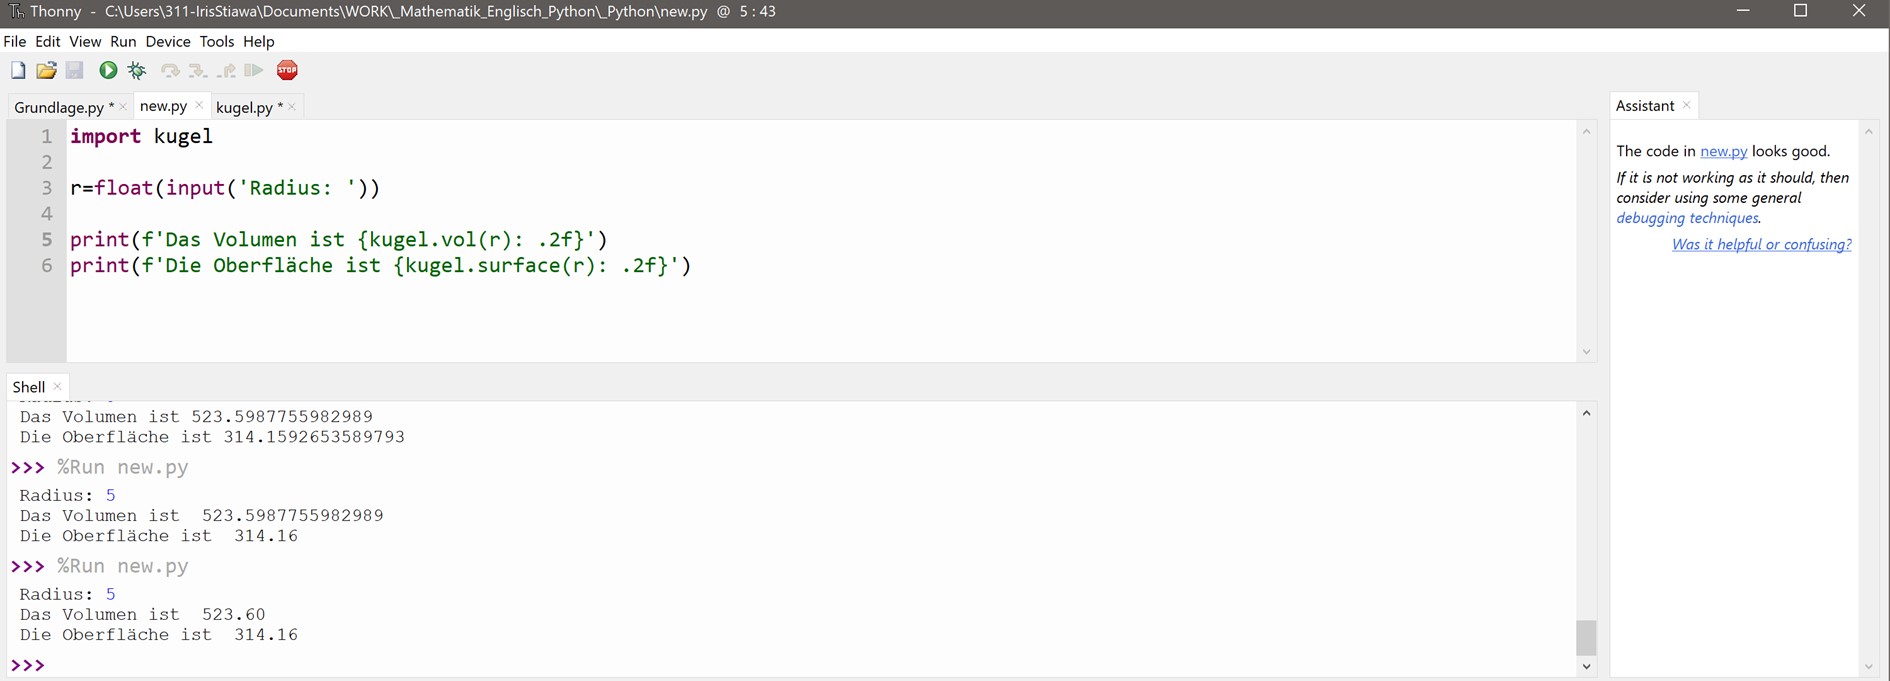 Thonny - C:\Users\311-IrisStiawa\Documents\WORK\_Mathematik_Englisch_Python\_Python\new.py @ 5 : 43
File Edit View Run Device Tools Help
STOP
Grundlage.py * × new.py × kugel.py * ×
1 import kugel
2
3 r=float(input('Radius: '))
4
5 print(f'Das Volumen ist {kugel.vol(r): .2f}')
6 print(f'Die Oberfläche ist {kugel.surface(r): .2f}')
Shell ×
Das Volumen ist 523.5987755982989
Die Oberfläche ist 314.1592653589793
>>> %Run new.py
Radius: 5
Das Volumen ist  523.5987755982989
Die Oberfläche ist  314.16
>>> %Run new.py
Radius: 5
Das Volumen ist  523.60
Die Oberfläche ist  314.16
>>>
Assistant ×
The code in new.py looks good.
If it is not working as it should, then
consider using some general
debugging techniques.
Was it helpful or confusing?